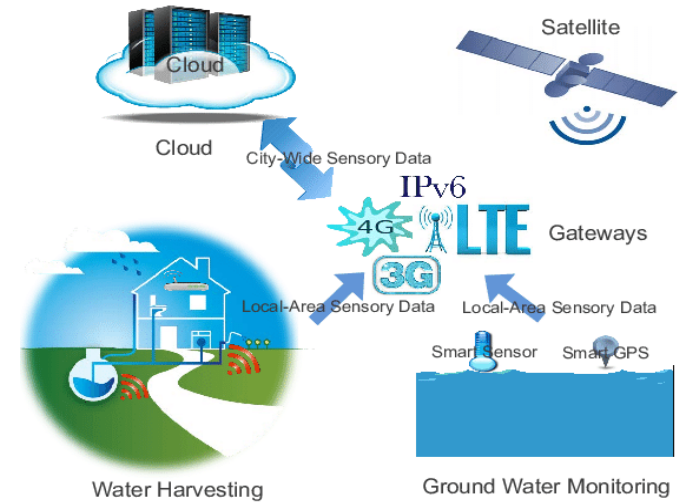 Satellite
Cloud
Cloud
City-Wide Sensory Data
IPv6
4G
LTE
Gateways
3G
Local-Area Sensory Data
Local-Area Sensory Data
Smart Sensor
Smart GPS
Water Harvesting
Ground Water Monitoring